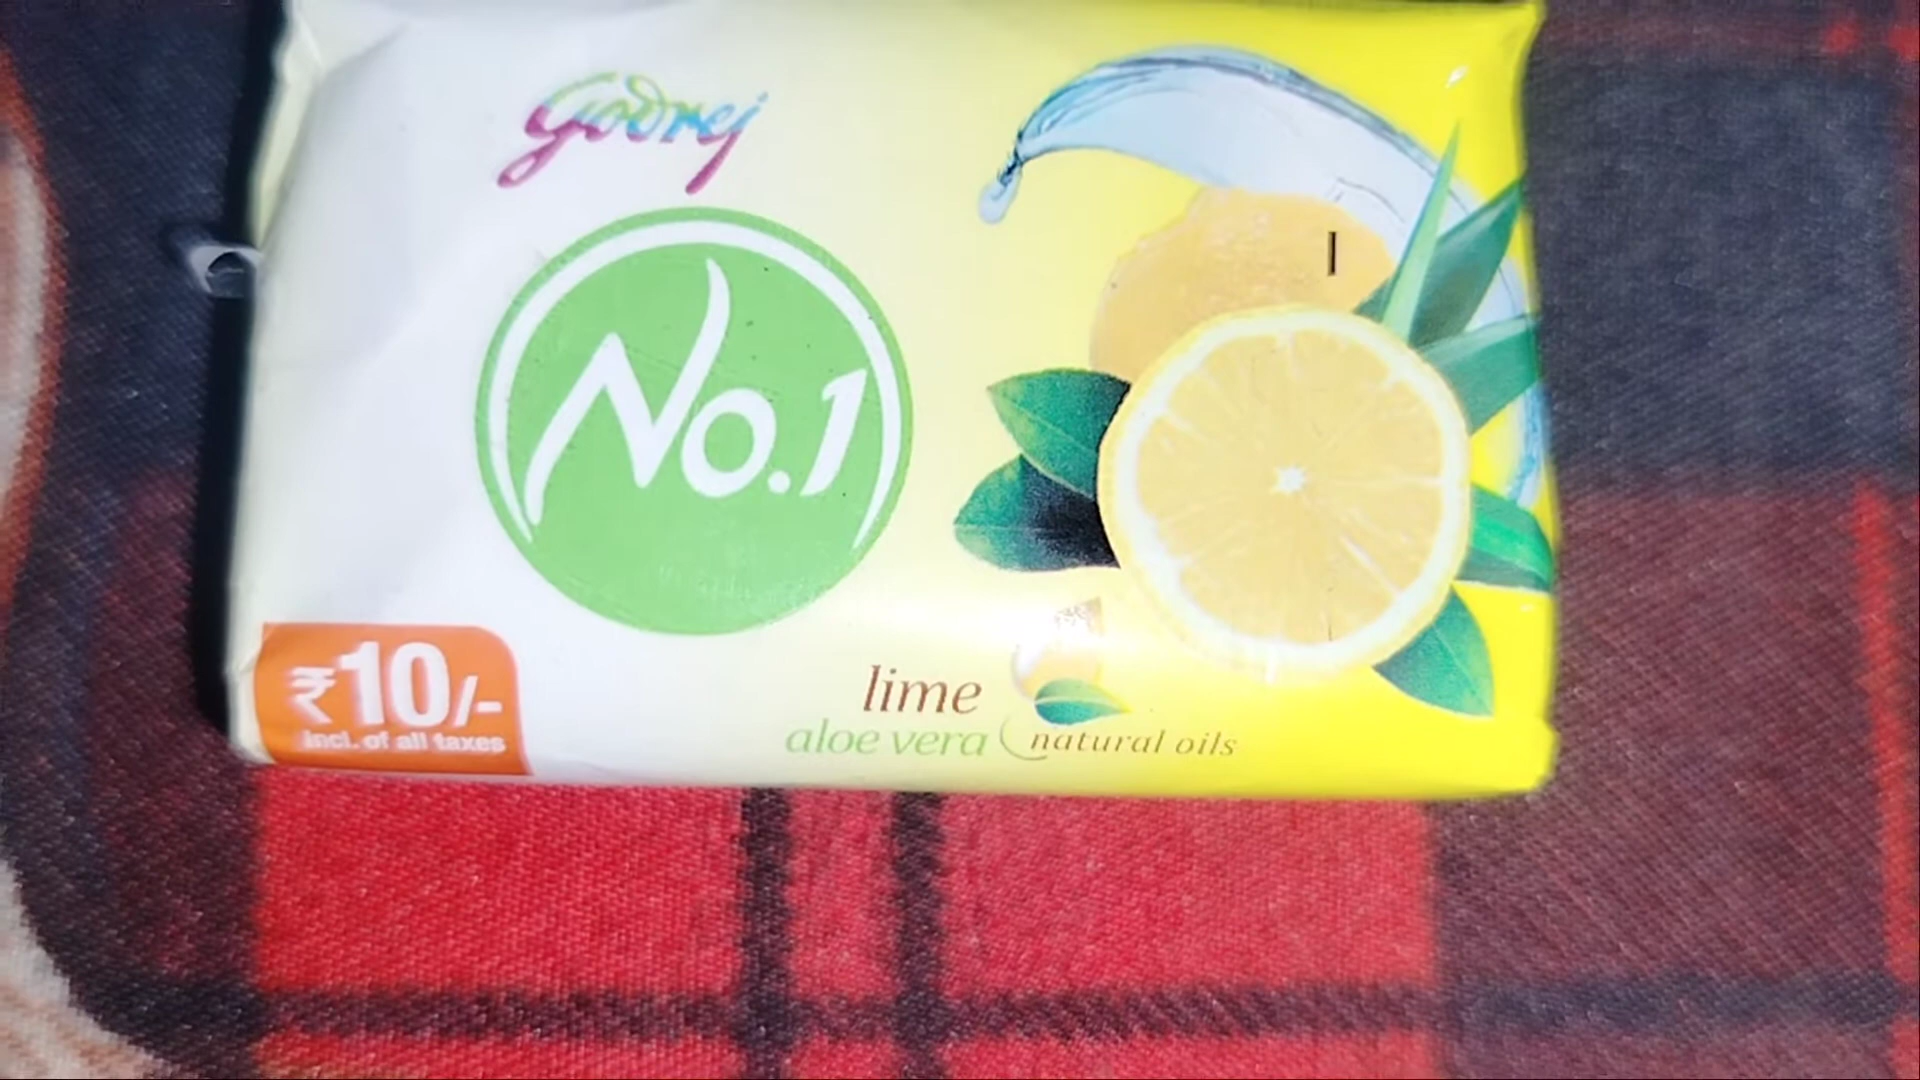 Godrej
No.1
₹10/-
incl. of all taxes
lime
aloe vera natural oils